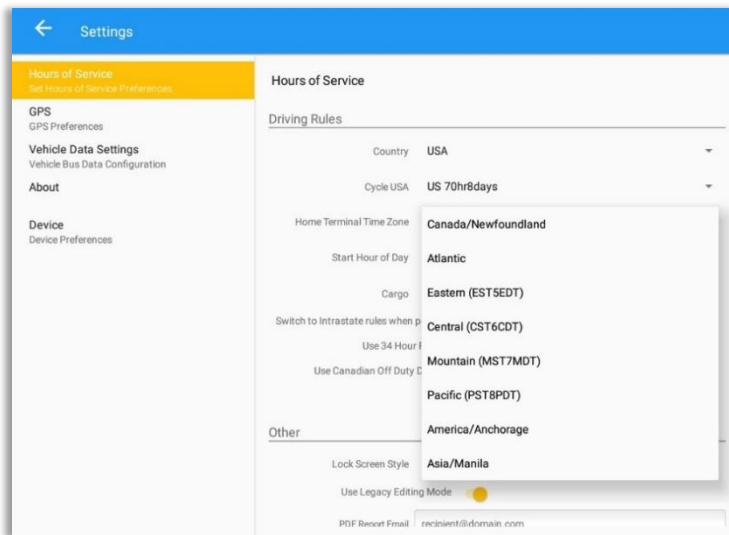 Settings
Hours of Service
Set Hours of Service Preferences
GPS
GPS Preferences
Vehicle Data Settings
Vehicle Bus Data Configuration
About
Device
Device Preferences
Hours of Service
Driving Rules
Country USA
Cycle USA US 70hr8days
Home Terminal Time Zone
Canada/Newfoundland
Start Hour of Day
Atlantic
Cargo
Eastern (EST5EDT)
Switch to Intrastate rules when p
Central (CST6CDT)
Use 34 Hour
Mountain (MST7MDT)
Use Canadian Off Duty D
Pacific (PST8PDT)
America/Anchorage
Other
Lock Screen Style
Asia/Manila
Use Legacy Editing Mode
PDF Report Email recipient@domain.com